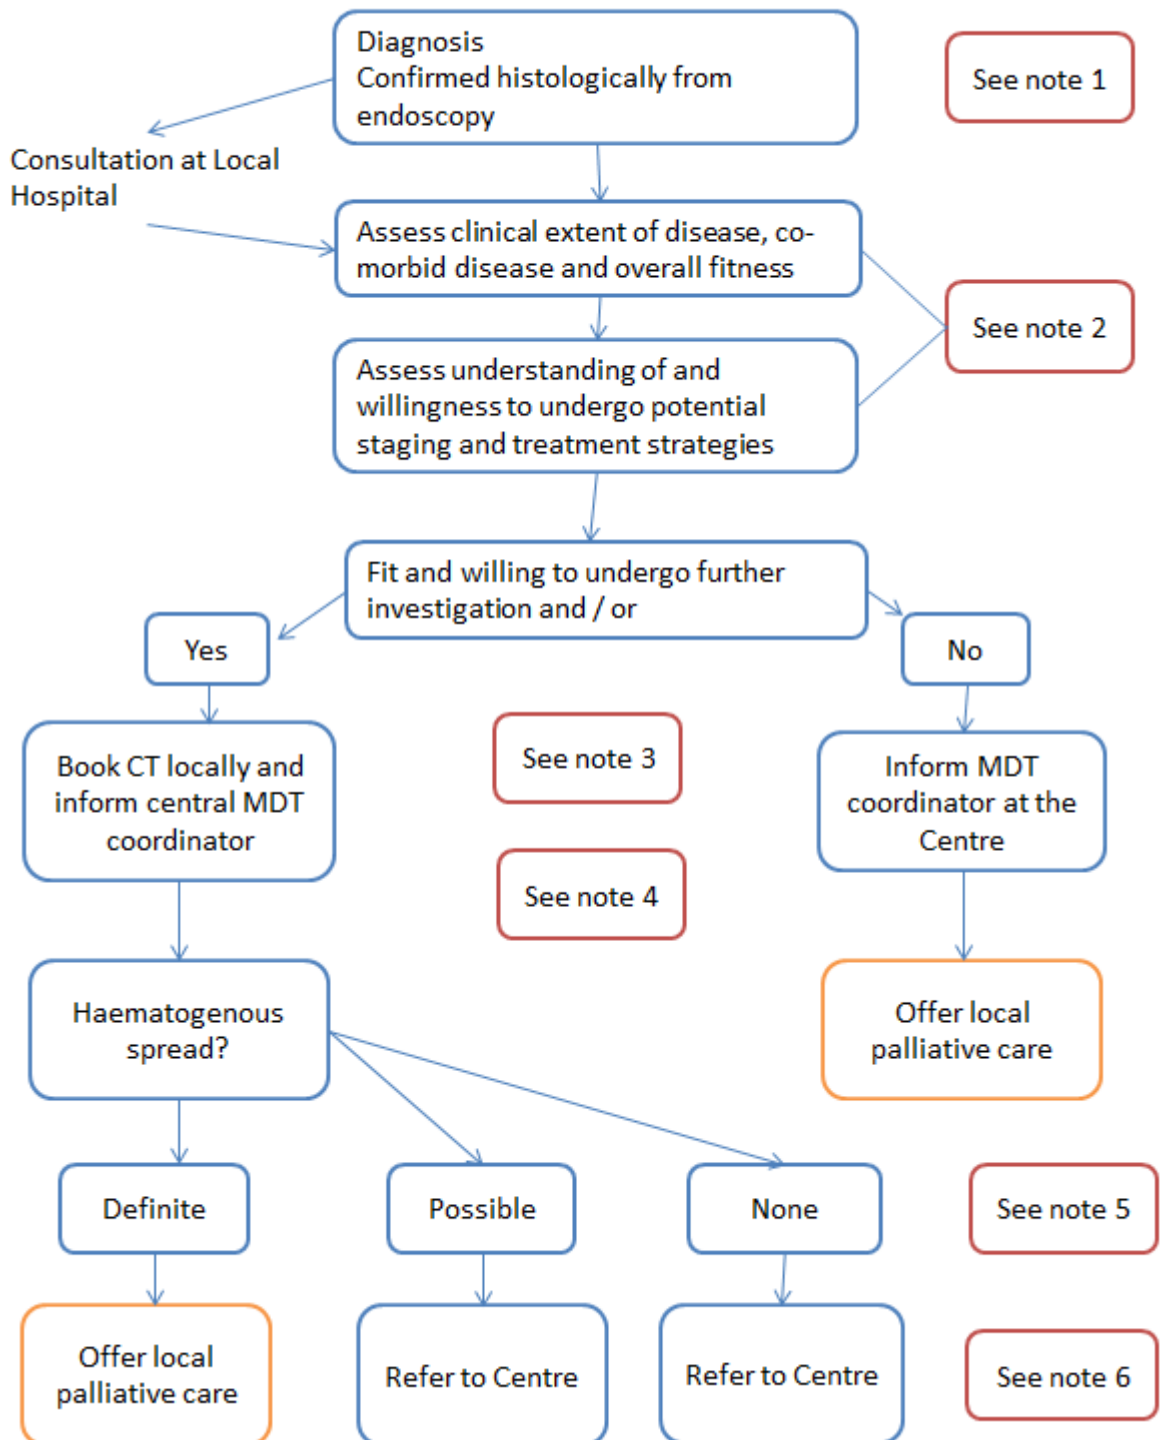 Diagnosis
Confirmed histologically from
endoscopy
See note 1
Consultation at Local
Hospital
Assess clinical extent of disease, co-
morbid disease and overall fitness
See note 2
Assess understanding of and
willingness to undergo potential
staging and treatment strategies
Fit and willing to undergo further
investigation and / or
Yes
No
Book CT locally and
inform central MDT
coordinator
See note 3
Inform MDT
coordinator at the
Centre
See note 4
Haematogenous
spread?
Offer local
palliative care
Definite
Possible
None
See note 5
Offer local
palliative care
Refer to Centre
Refer to Centre
See note 6